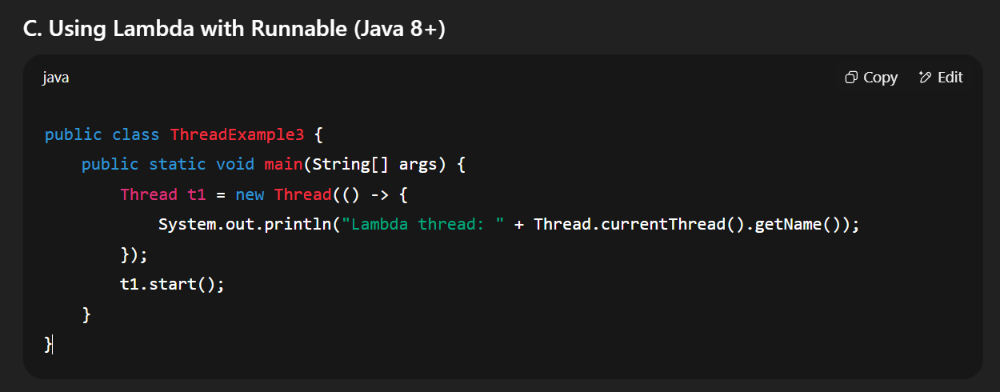 C. Using Lambda with Runnable (Java 8+)
java
Copy
Edit
public class ThreadExample3 {
    public static void main(String[] args) {
        Thread t1 = new Thread(() -> {
            System.out.println("Lambda thread: " + Thread.currentThread().getName());
        });
        t1.start();
    }
}